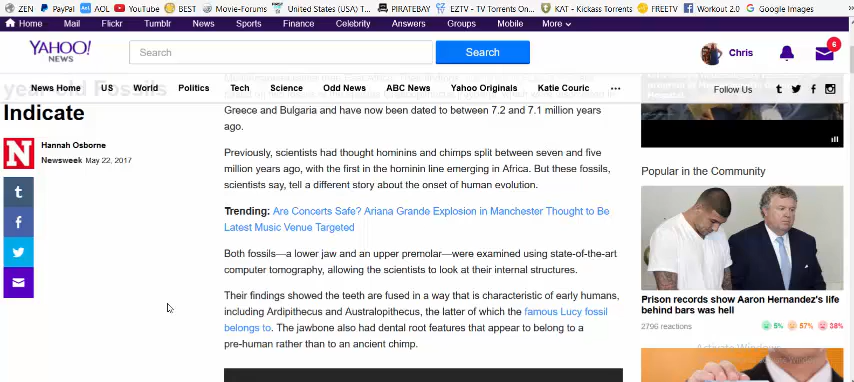 ZEN PayPal AOL YouTube BEST Movie-Forums United States (USA) T... PIRATEBAY EZTV - TV Torrents On... KAT - Kickass Torrents FREETV Workout 2.0 Google Images
Home Mail Flickr Tumblr News Sports Finance Celebrity Answers Groups Mobile More
YAHOO!
NEWS
Search
Search
Chris
6
year-old Fossils
News Home US World Politics Tech Science Odd News ABC News Yahoo Originals Katie Couric ...
Follow Us
Indicate
Hannah Osborne
Newsweek May 22, 2017
Greece and Bulgaria and have now been dated to between 7.2 and 7.1 million years
ago.
Previously, scientists had thought hominins and chimps split between seven and five
million years ago, with the first in the hominin line emerging in Africa. But these fossils,
scientists say, tell a different story about the onset of human evolution.
Trending: Are Concerts Safe? Ariana Grande Explosion in Manchester Thought to Be
Latest Music Venue Targeted
Both fossils—a lower jaw and an upper premolar—were examined using state-of-the-art
computer tomography, allowing the scientists to look at their internal structures.
Their findings showed the teeth are fused in a way that is characteristic of early humans,
including Ardipithecus and Australopithecus, the latter of which the famous Lucy fossil
belongs to. The jawbone also had dental root features that appear to belong to a
pre-human rather than to an ancient chimp.
Popular in the Community
Prison records show Aaron Hernandez's life
behind bars was hell
2796 reactions 5% 57% 38%
Activate Windows